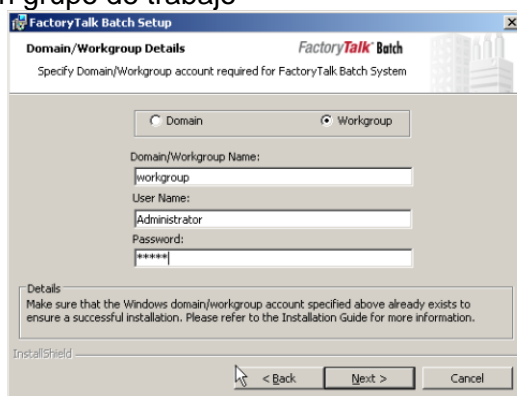 n grupo de trabajo
FactoryTalk Batch Setup
Domain/Workgroup Details
FactoryTalk Batch
Specify Domain/Workgroup account required for FactoryTalk Batch System
Domain
Workgroup
Domain/Workgroup Name:
workgroup
User Name:
Administrator
Password:
*****
Details
Make sure that the Windows domain/workgroup account specified above already exists to
ensure a successful installation. Please refer to the Installation Guide for more information.
InstallShield
< Back
Next >
Cancel